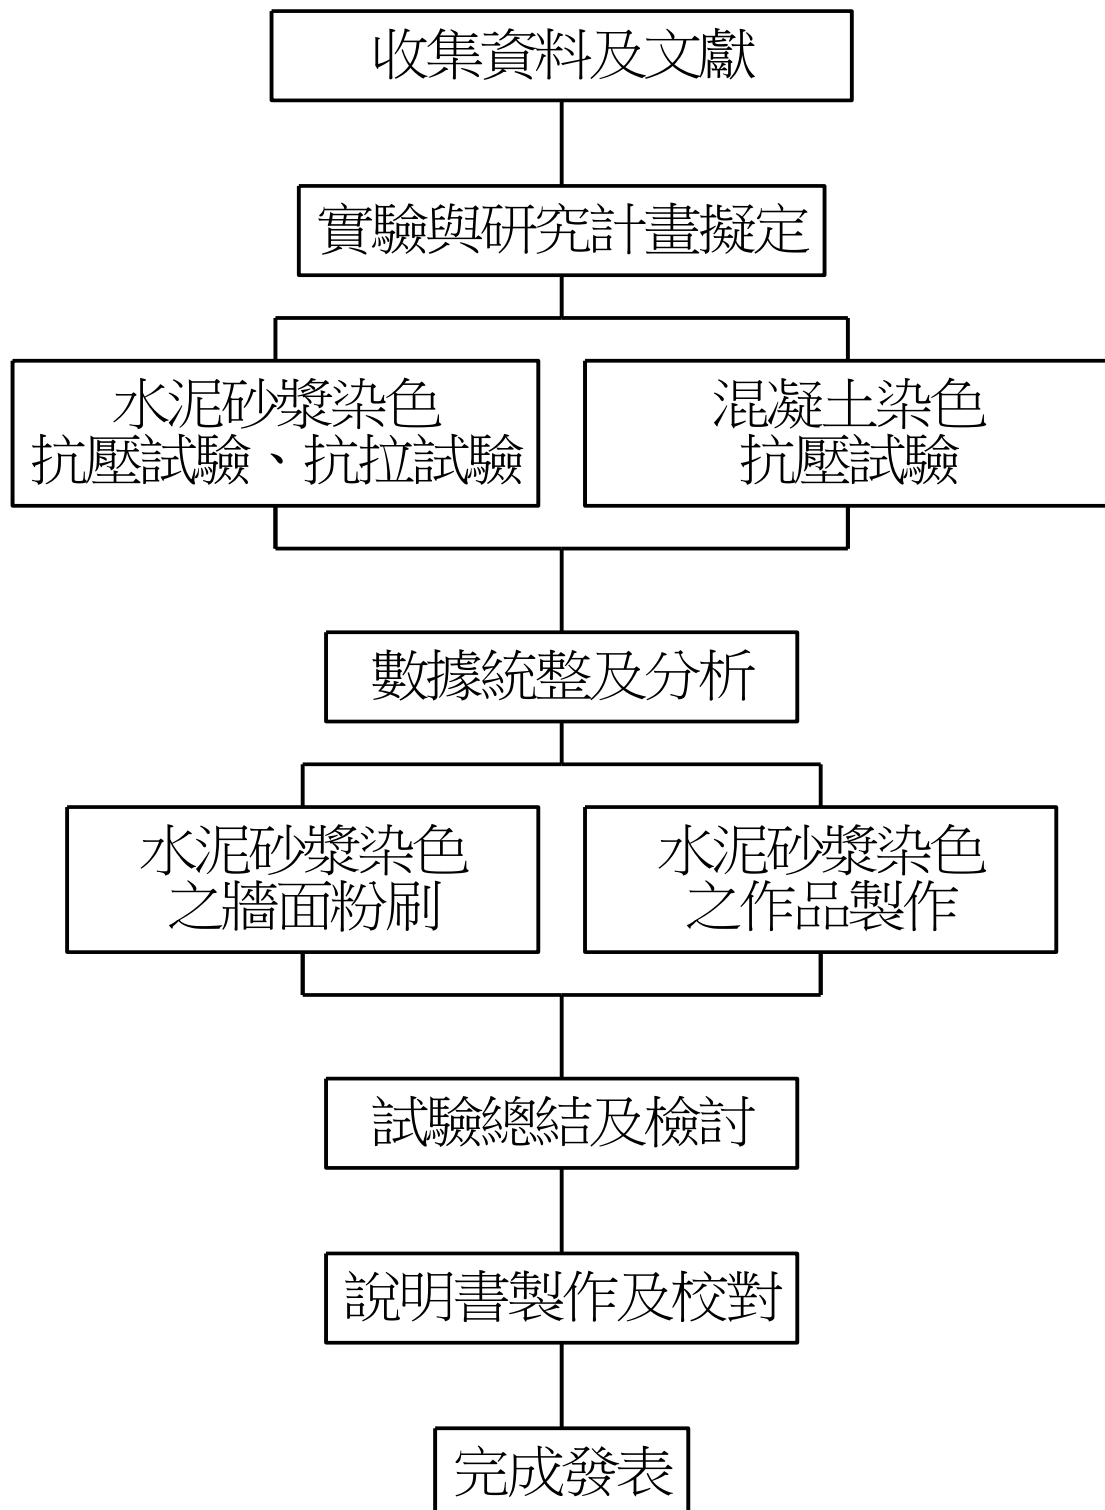 收集資料及文獻
實驗與研究計畫擬定
水泥砂漿染色
抗壓試驗、抗拉試驗
混凝土染色
抗壓試驗
數據統整及分析
水泥砂漿染色
之牆面粉刷
水泥砂漿染色
之作品製作
試驗總結及檢討
說明書製作及校對
完成發表